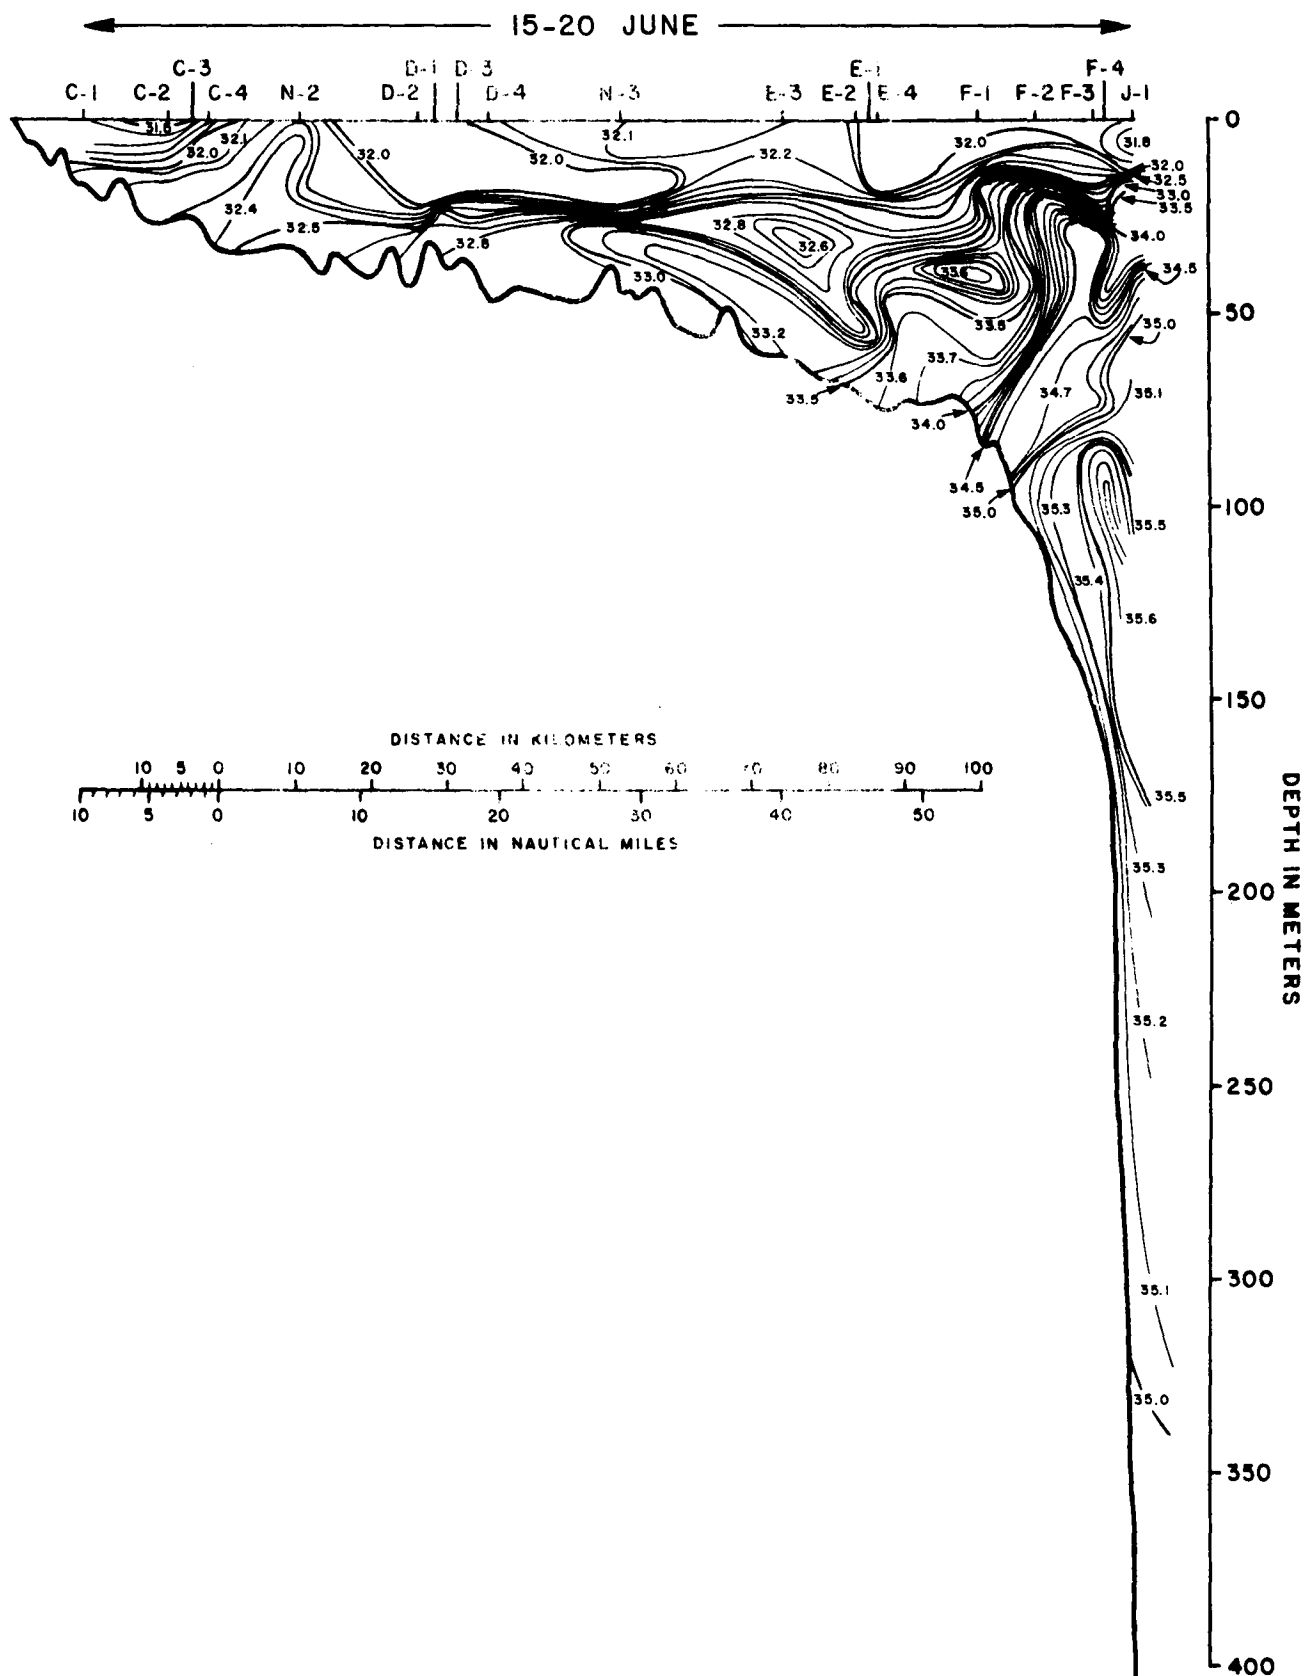 15-20 JUNE
C-3 D-1 D-3 E-1 F-4
C-1 C-2 C-4 N-2 D-2 D-4 N-3 E-3 E-2 E-4 F-1 F-2 F-3 J-1
0
32.1 32.1 32.0 31.8
32.0 32.0 32.0 32.2
32.0
32.5
33.0
33.5
32.4 32.5 32.8 32.8 32.6 34.0
33.0 34.5
50
33.2 33.5 35.0
33.5 33.6 33.7 34.7 35.1
34.0
34.5
35.0 35.3 35.5
100
35.4
35.6
150
DISTANCE IN KILOMETERS
10 5 0 10 20 30 40 50 60 70 80 90 100
10 5 0 10 20 30 40 50
DISTANCE IN NAUTICAL MILES
35.5
35.3
200
DEPTH IN METERS
35.2
250
300
35.1
35.0
350
400